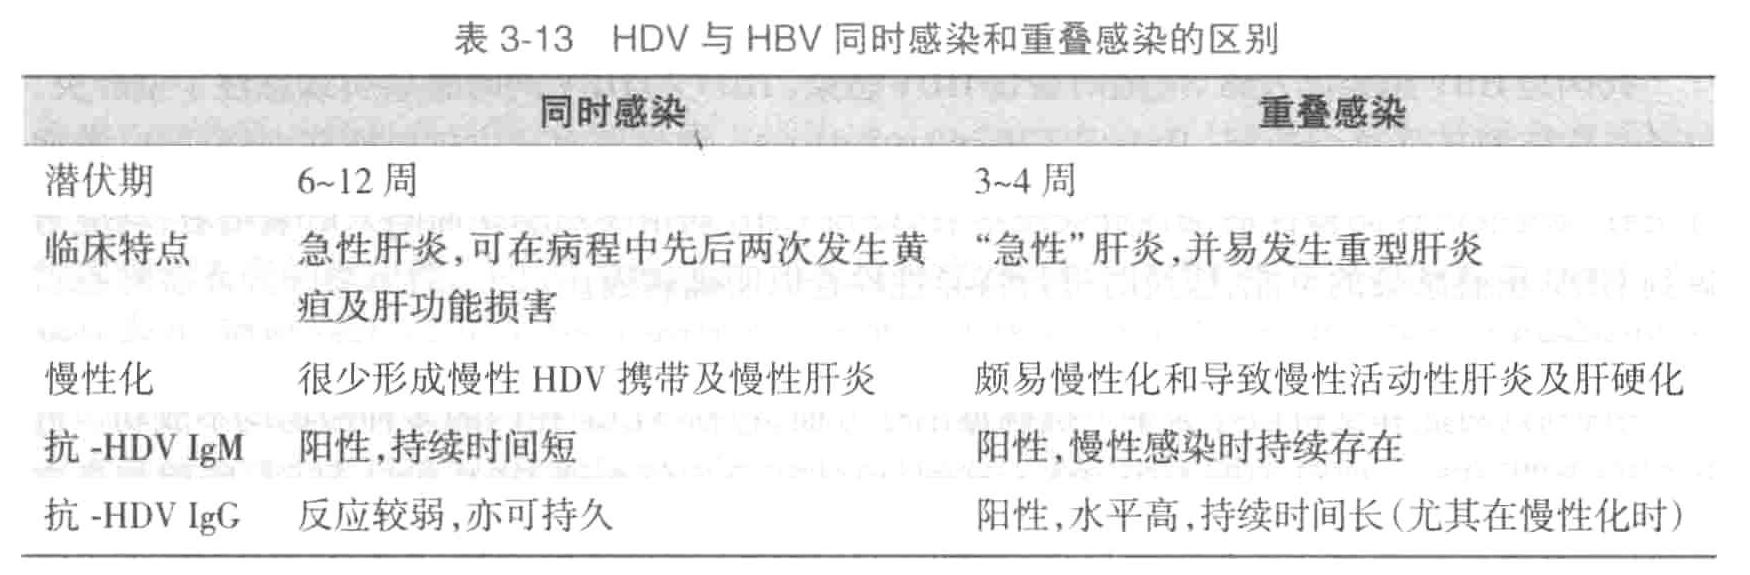 表 3-13 HDV 与 HBV 同时感染和重叠感染的区别
同时感染 重叠感染
潜伏期 6~12 周 3~4 周
临床特点 急性肝炎,可在病程中先后两次发生黄 “急性”肝炎,并易发生重型肝炎
疸及肝功能损害
慢性化 很少形成慢性 HDV 携带及慢性肝炎 颇易慢性化和导致慢性活动性肝炎及肝硬化
抗 -HDV IgM 阳性,持续时间短 阳性,慢性感染时持续存在
抗 -HDV IgG 反应较弱,亦可持久 阳性,水平高,持续时间长(尤其在慢性化时)